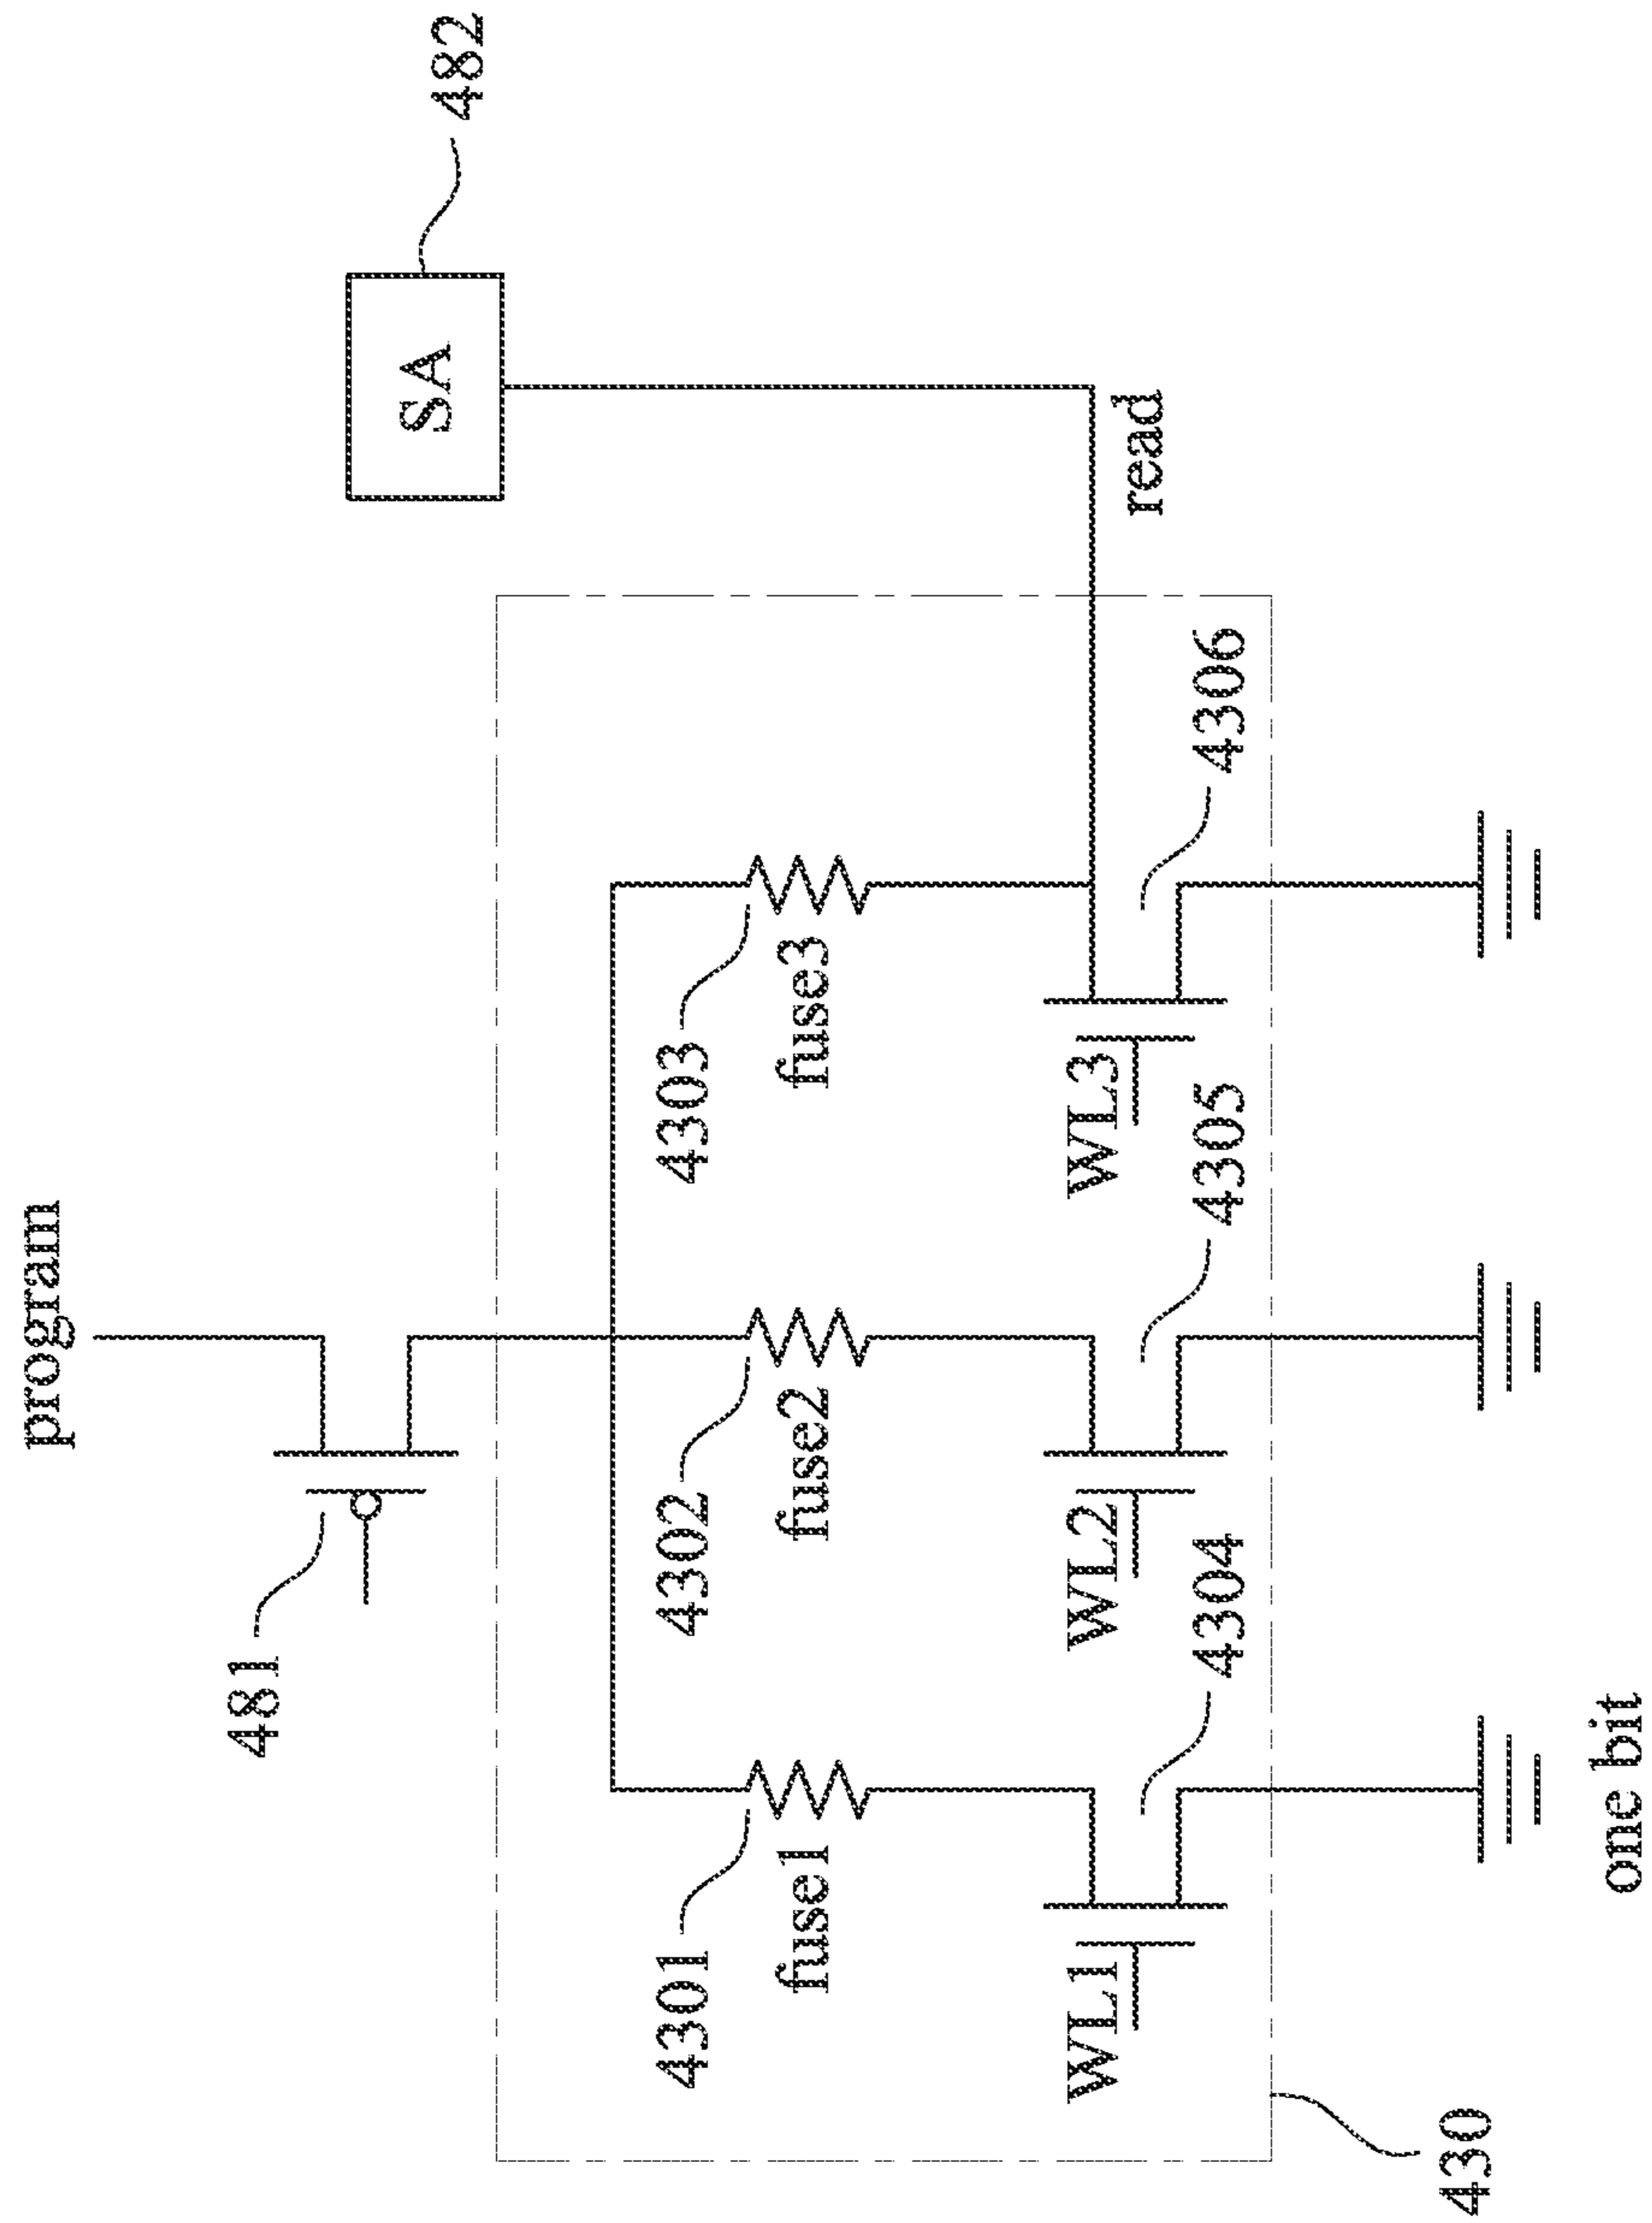 program
481
SA
482
4301
fuse1
4302
fuse2
4303
fuse3
WL1
4304
WL2
4305
WL3
4306
read
430
one bit